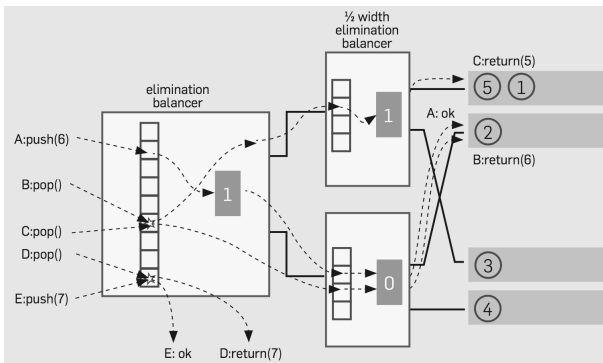 ½ width
elimination
balancer
elimination
balancer
A:push(6)
B:pop()
C:pop()
D:pop()
E:push(7)
1
1
0
C:return(5)
5 1
A: ok
2
B:return(6)
3
4
E: ok
D:return(7)